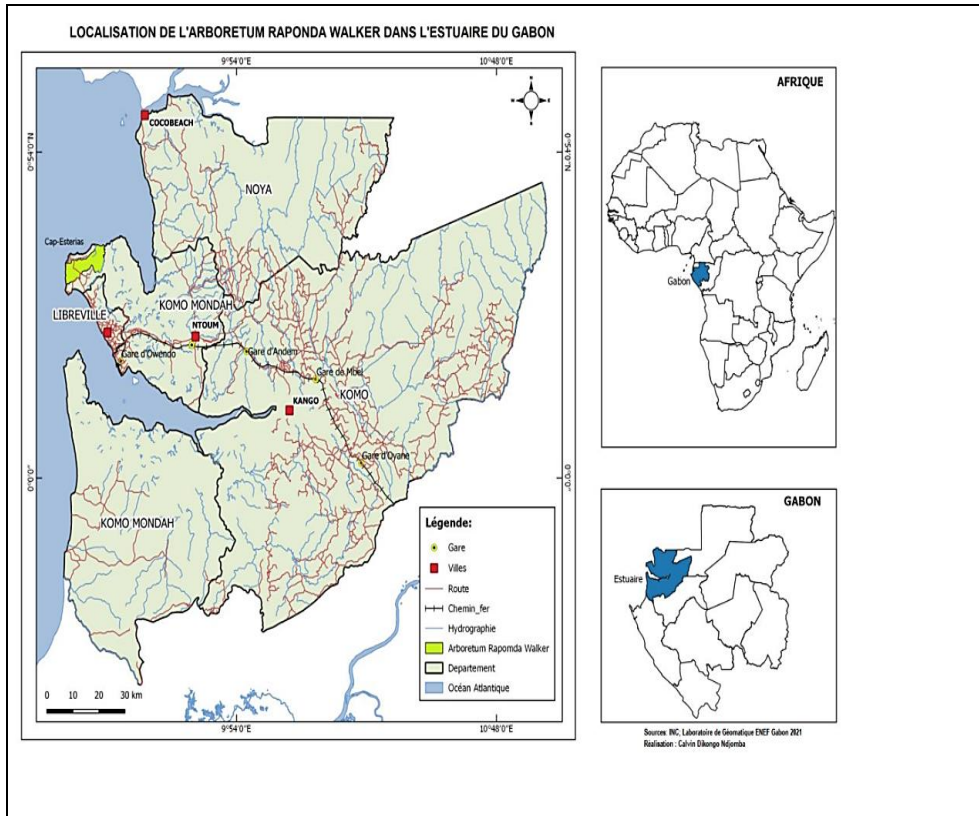 LOCALISATION DE L'ARBORETUM RAPONDA WALKER DANS L'ESTUAIRE DU GABON
9°54'0"E
10°48'0"E
0°54'0"N
0°54'0"N
COCOBEACH
NOYA
Cap-Esterias
KOMO MONDAH
LIBREVILLE
NTOUM
Gare d'Owendo
Gare d'Andem
Gare de Mbel
KANGO
KOMO
Gare d'Oyane
0°0'0"
0°0'0"
KOMO MONDAH
Légende:
Gare
Villes
Route
Chemin_fer
Hydrographie
Arboretum Rapomda Walker
Departement
Océan Atlantique
0 10 20 30 km
9°54'0"E
10°48'0"E
AFRIQUE
Gabon
GABON
Estuaire
Sources: INC, Laboratoire de Géomatique ENEF Gabon 2021
Réalisation : Calvin Dikongo Ndjomba